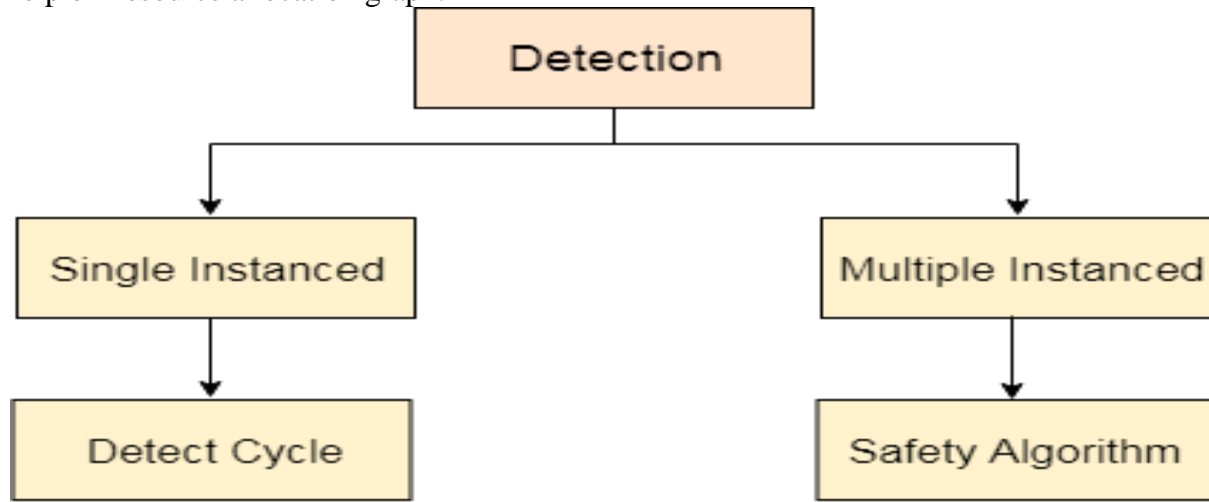 Detection
Single Instanced
Multiple Instanced
Detect Cycle
Safety Algorithm